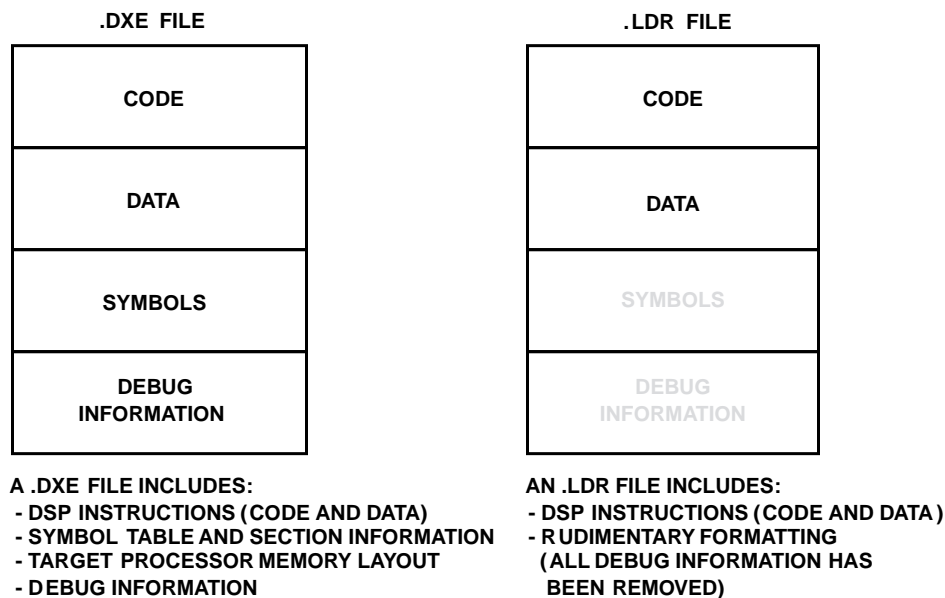 .DXE FILE
CODE
DATA
SYMBOLS
DEBUG
INFORMATION
A .DXE FILE INCLUDES:
- DSP INSTRUCTIONS (CODE AND DATA)
- SYMBOL TABLE AND SECTION INFORMATION
- TARGET PROCESSOR MEMORY LAYOUT
- DEBUG INFORMATION
.LDR FILE
CODE
DATA
SYMBOLS
DEBUG
INFORMATION
AN .LDR FILE INCLUDES:
- DSP INSTRUCTIONS (CODE AND DATA)
- RUDIMENTARY FORMATTING
(ALL DEBUG INFORMATION HAS
BEEN REMOVED)